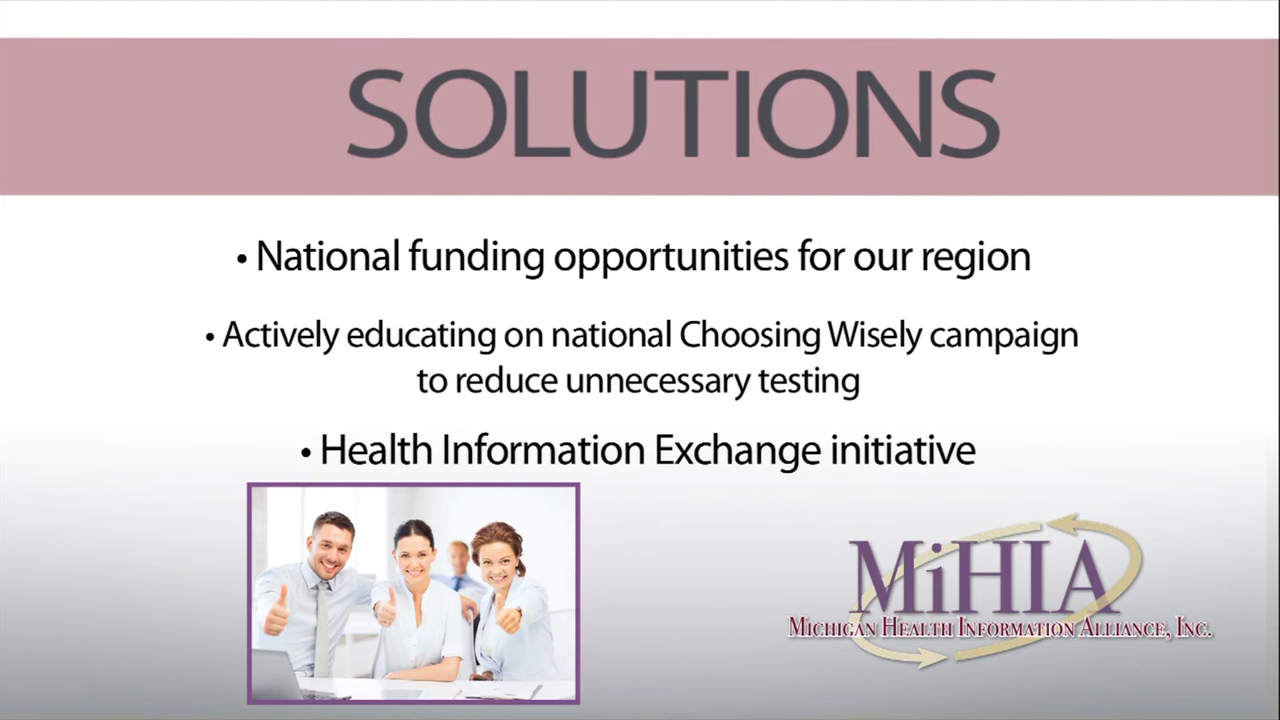 SOLUTIONS
• National funding opportunities for our region
• Actively educating on national Choosing Wisely campaign
to reduce unnecessary testing
• Health Information Exchange initiative
MiHIA
Michigan Health Information Alliance, Inc.